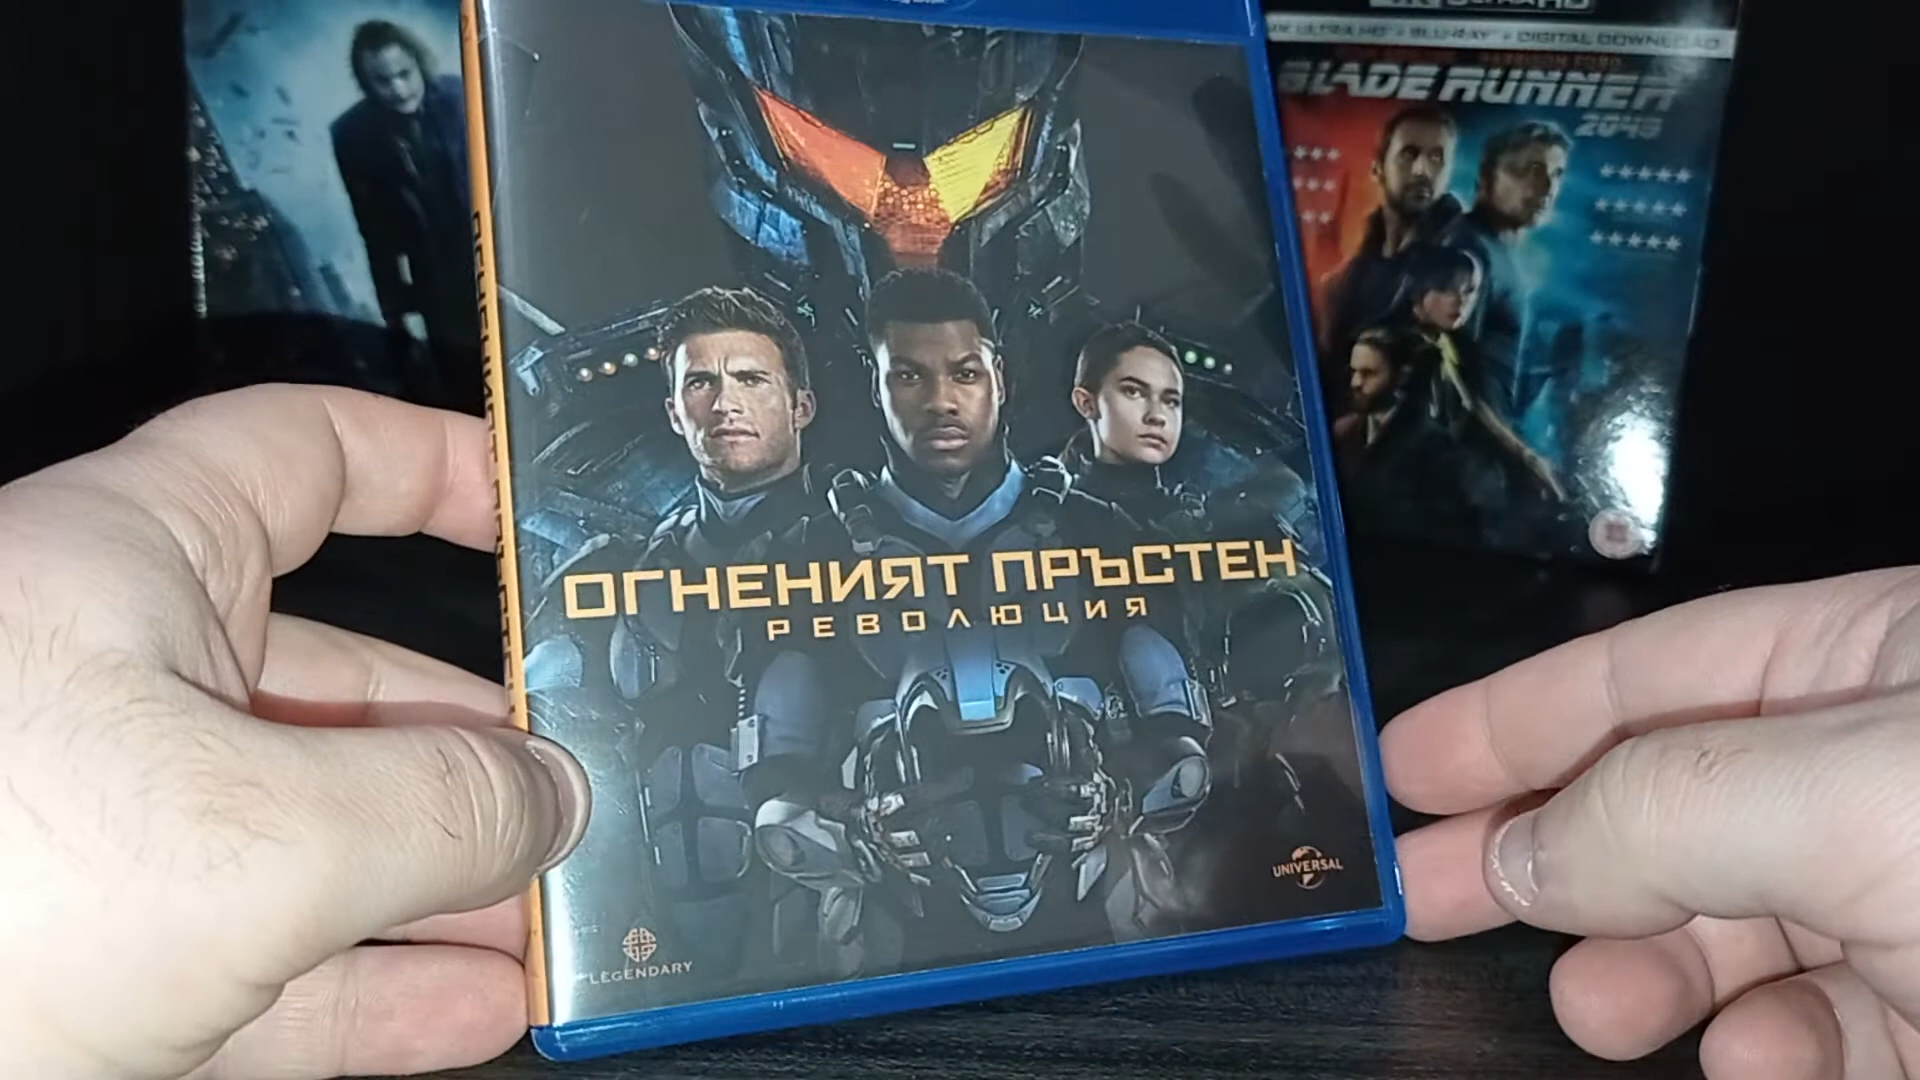 ОГНЕНИЯТ ПРЪСТЕН
РЕВОЛЮЦИЯ
UNIVERSAL
LEGENDARY
4K ULTRA HD + BLU-RAY + DIGITAL DOWNLOAD
HARRISON FORD
BLADE RUNNER
2049